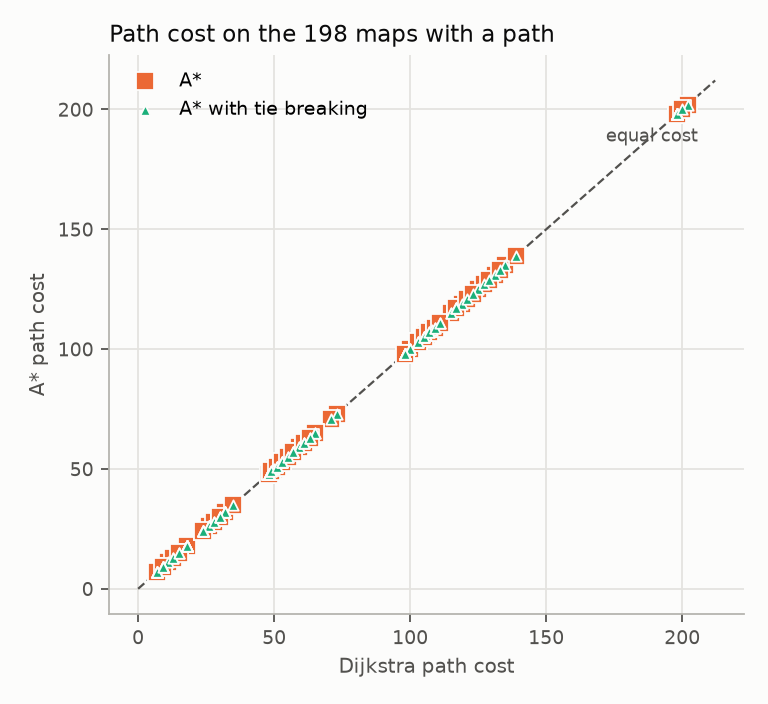 Path cost on the 198 maps with a path
A*
A* with tie breaking
equal cost
A* path cost
200
150
100
50
0
0 50 100 150 200
Dijkstra path cost